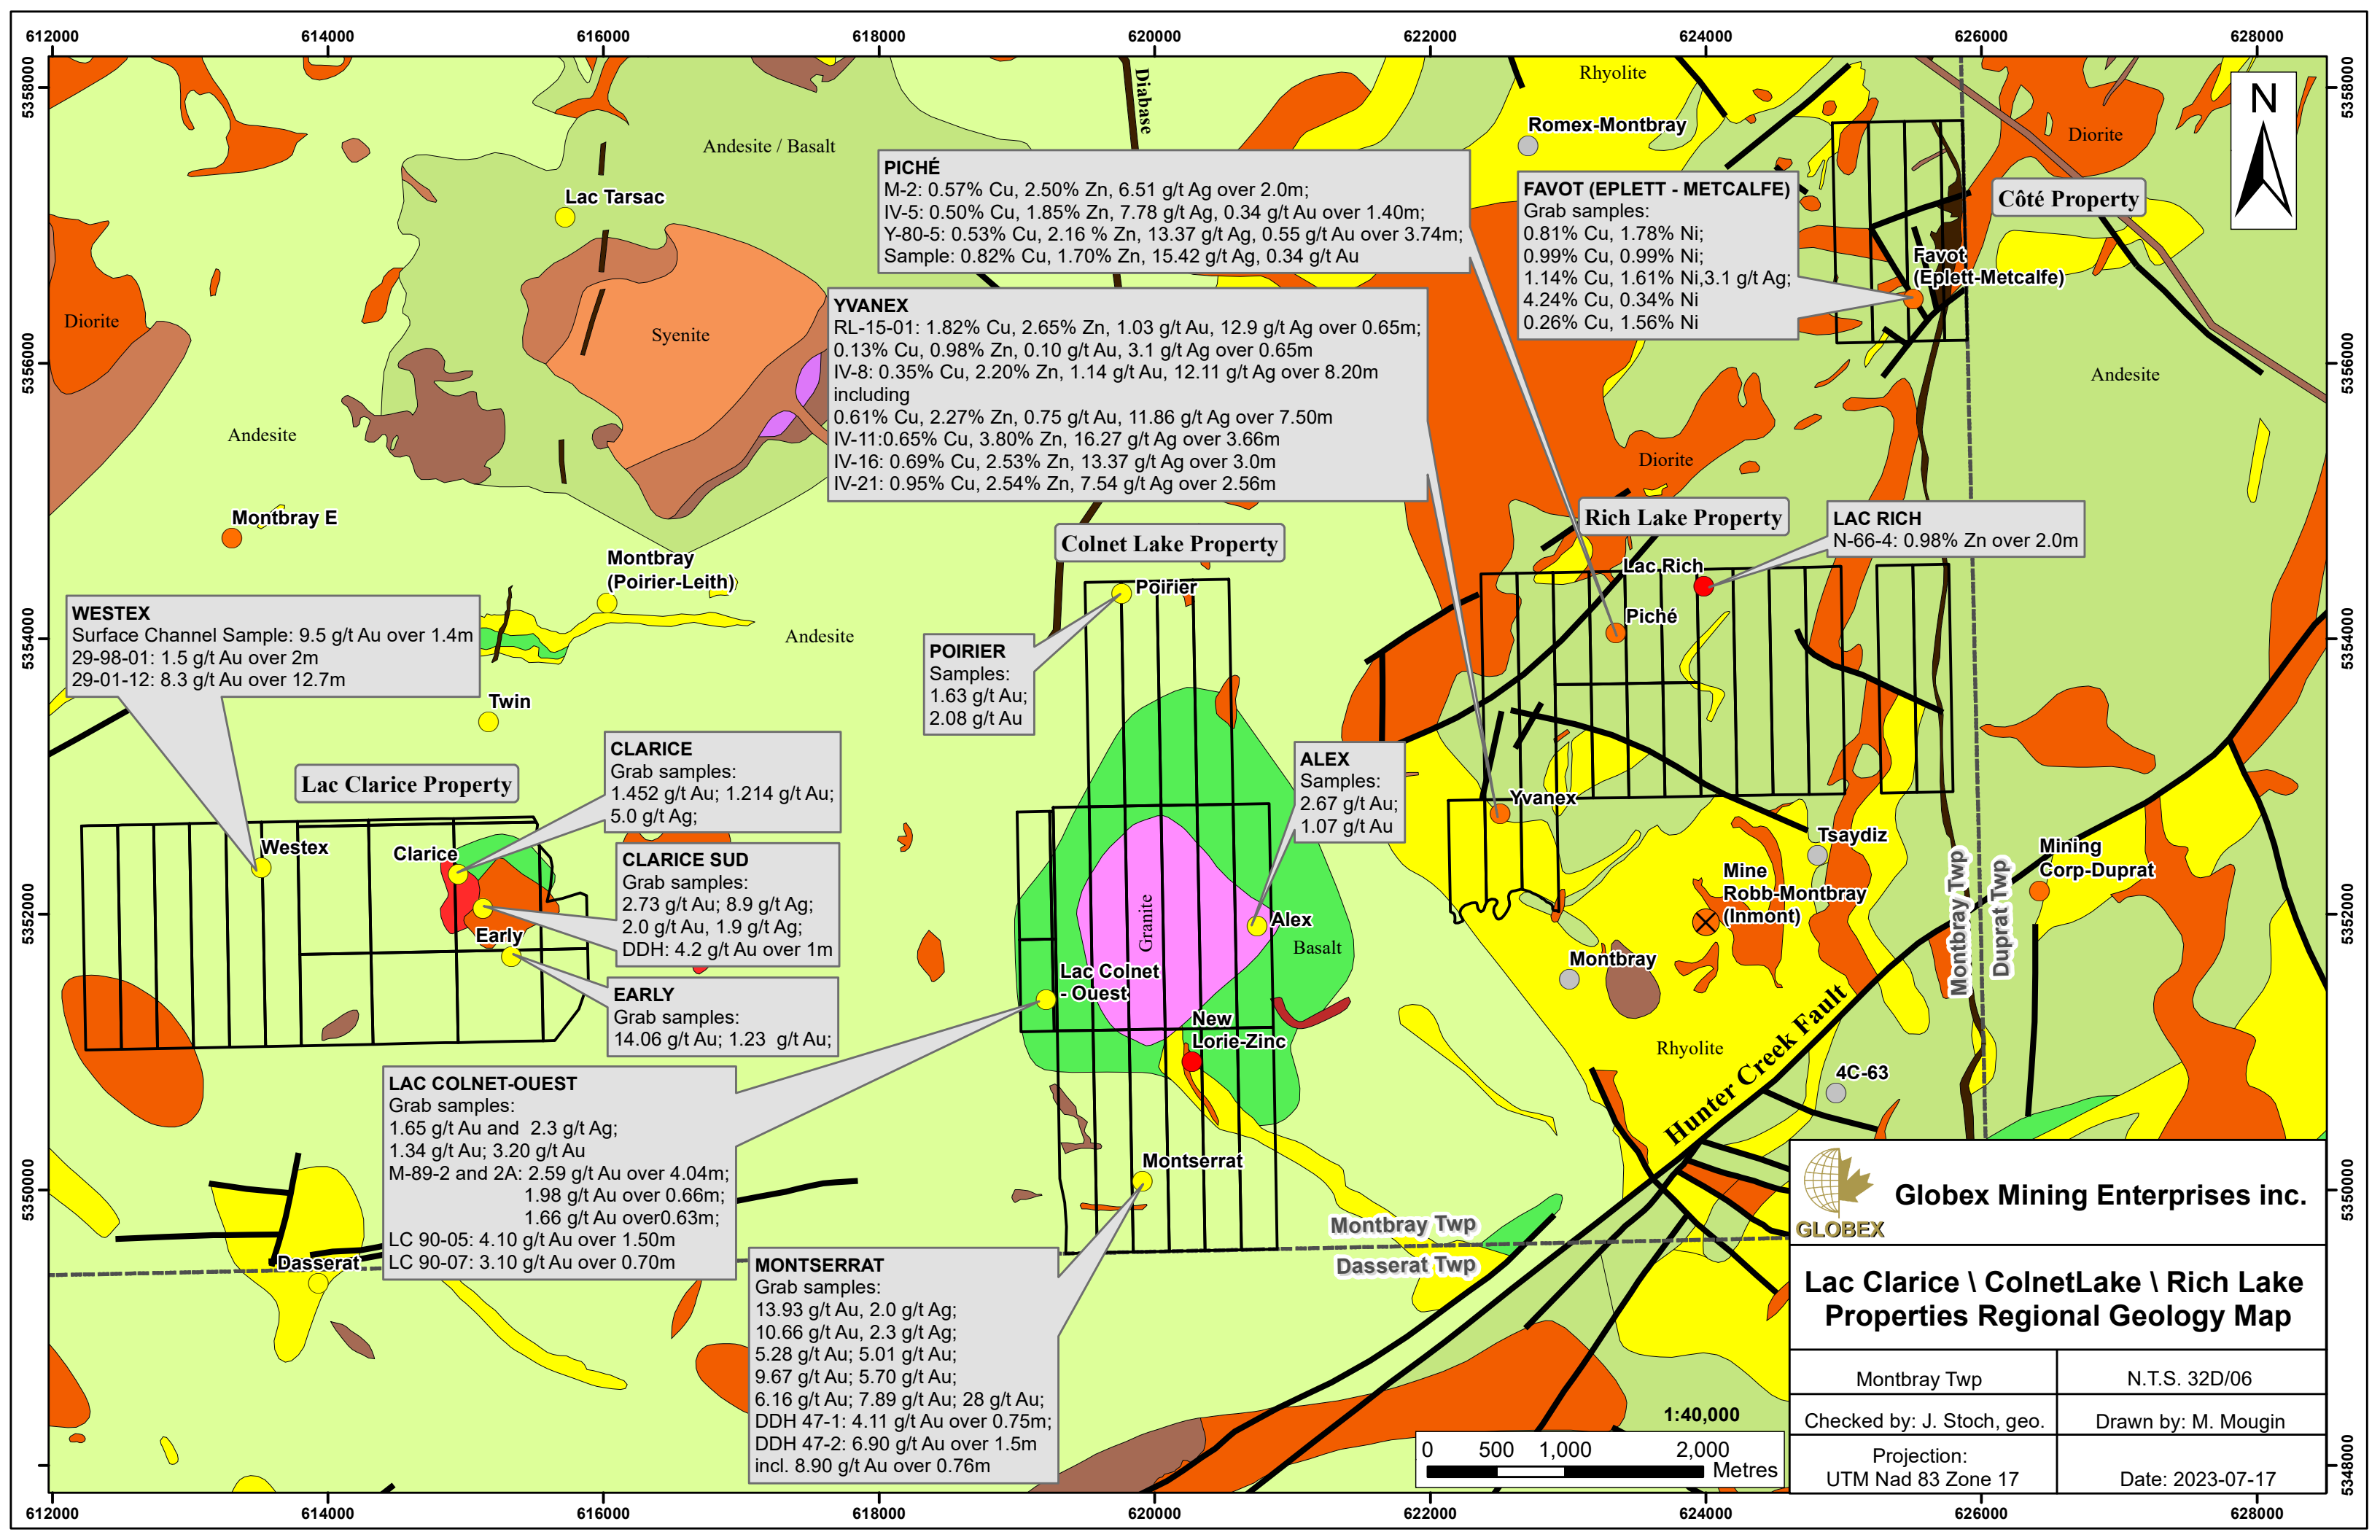 612000
614000
616000
618000
620000
622000
624000
626000
628000
5358000
5358000
Diabase
Rhyolite
N
Andesite / Basalt
Romex-Montbray
Diorite
PICHÉ
M-2: 0.57% Cu, 2.50% Zn, 6.51 g/t Ag over 2.0m;
IV-5: 0.50% Cu, 1.85% Zn, 7.78 g/t Ag, 0.34 g/t Au over 1.40m;
Y-80-5: 0.53% Cu, 2.16 % Zn, 13.37 g/t Ag, 0.55 g/t Au over 3.74m;
Sample: 0.82% Cu, 1.70% Zn, 15.42 g/t Ag, 0.34 g/t Au
FAVOT (EPLETT - METCALFE)
Grab samples:
0.81% Cu, 1.78% Ni;
0.99% Cu, 0.99% Ni;
1.14% Cu, 1.61% Ni,3.1 g/t Ag;
4.24% Cu, 0.34% Ni
0.26% Cu, 1.56% Ni
Côté Property
Lac Tarsac
Favot
(Eplett-Metcalfe)
YVANEX
RL-15-01: 1.82% Cu, 2.65% Zn, 1.03 g/t Au, 12.9 g/t Ag over 0.65m;
0.13% Cu, 0.98% Zn, 0.10 g/t Au, 3.1 g/t Ag over 0.65m
IV-8: 0.35% Cu, 2.20% Zn, 1.14 g/t Au, 12.11 g/t Ag over 8.20m
including
0.61% Cu, 2.27% Zn, 0.75 g/t Au, 11.86 g/t Ag over 7.50m
IV-11:0.65% Cu, 3.80% Zn, 16.27 g/t Ag over 3.66m
IV-16: 0.69% Cu, 2.53% Zn, 13.37 g/t Ag over 3.0m
IV-21: 0.95% Cu, 2.54% Zn, 7.54 g/t Ag over 2.56m
Diorite
Syenite
5356000
5356000
Andesite
Andesite
Diorite
Montbray E
Rich Lake Property
LAC RICH
N-66-4: 0.98% Zn over 2.0m
Colnet Lake Property
Montbray
(Poirier-Leith)
Lac Rich
Poirier
Piché
5354000
5354000
WESTEX
Surface Channel Sample: 9.5 g/t Au over 1.4m
29-98-01: 1.5 g/t Au over 2m
29-01-12: 8.3 g/t Au over 12.7m
Andesite
POIRIER
Samples:
1.63 g/t Au;
2.08 g/t Au
Twin
CLARICE
Grab samples:
1.452 g/t Au; 1.214 g/t Au;
5.0 g/t Ag;
ALEX
Samples:
2.67 g/t Au;
1.07 g/t Au
Lac Clarice Property
Yvanex
Westex
Clarice
CLARICE SUD
Grab samples:
2.73 g/t Au; 8.9 g/t Ag;
2.0 g/t Au, 1.9 g/t Ag;
DDH: 4.2 g/t Au over 1m
Tsaydiz
Mine
Robb-Montbray
(Inmont)
Mining
Corp-Duprat
Montbray Twp
Duprat Twp
5352000
5352000
Early
Granite
Alex
Basalt
Montbray
Lac Colnet
- Ouest
EARLY
Grab samples:
14.06 g/t Au; 1.23  g/t Au;
New
Lorie-Zinc
Rhyolite
Hunter Creek Fault
4C-63
LAC COLNET-OUEST
Grab samples:
1.65 g/t Au and  2.3 g/t Ag;
1.34 g/t Au; 3.20 g/t Au
M-89-2 and 2A: 2.59 g/t Au over 4.04m;
1.98 g/t Au over 0.66m;
1.66 g/t Au over0.63m;
LC 90-05: 4.10 g/t Au over 1.50m
LC 90-07: 3.10 g/t Au over 0.70m
Montserrat
5350000
5350000
Montbray Twp
Dasserat Twp
Dasserat
MONTSERRAT
Grab samples:
13.93 g/t Au, 2.0 g/t Ag;
10.66 g/t Au, 2.3 g/t Ag;
5.28 g/t Au; 5.01 g/t Au;
9.67 g/t Au; 5.70 g/t Au;
6.16 g/t Au; 7.89 g/t Au; 28 g/t Au;
DDH 47-1: 4.11 g/t Au over 0.75m;
DDH 47-2: 6.90 g/t Au over 1.5m
incl. 8.90 g/t Au over 0.76m
GLOBEX
Globex Mining Enterprises inc.
Lac Clarice \ ColnetLake \ Rich Lake
Properties Regional Geology Map
Montbray Twp
N.T.S. 32D/06
Checked by: J. Stoch, geo.
Drawn by: M. Mougin
Projection:
UTM Nad 83 Zone 17
Date: 2023-07-17
1:40,000
0
500
1,000
2,000
Metres
5348000
612000
614000
616000
618000
620000
622000
624000
626000
628000